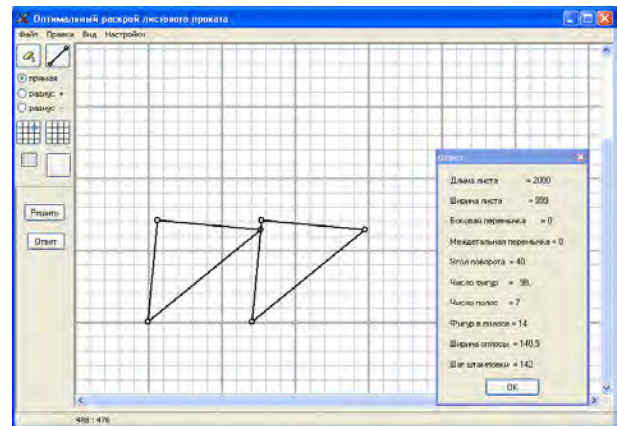 Оптимальный раскрой листового проката
Файл Правка Вид Настройки
прямая
радиус +
радиус -
Решить
Ответ
Ответ
Длина листа = 2000
Ширина листа = 999
Боковая перемычка = 0
Междетальная перемычка = 0
Угол поворота = 40
Число фигур = 98,
Число полос = 7
Фигур в полосе = 14
Ширина оплосы = 140,9
Шаг штамповки = 142
OK
488 : 476